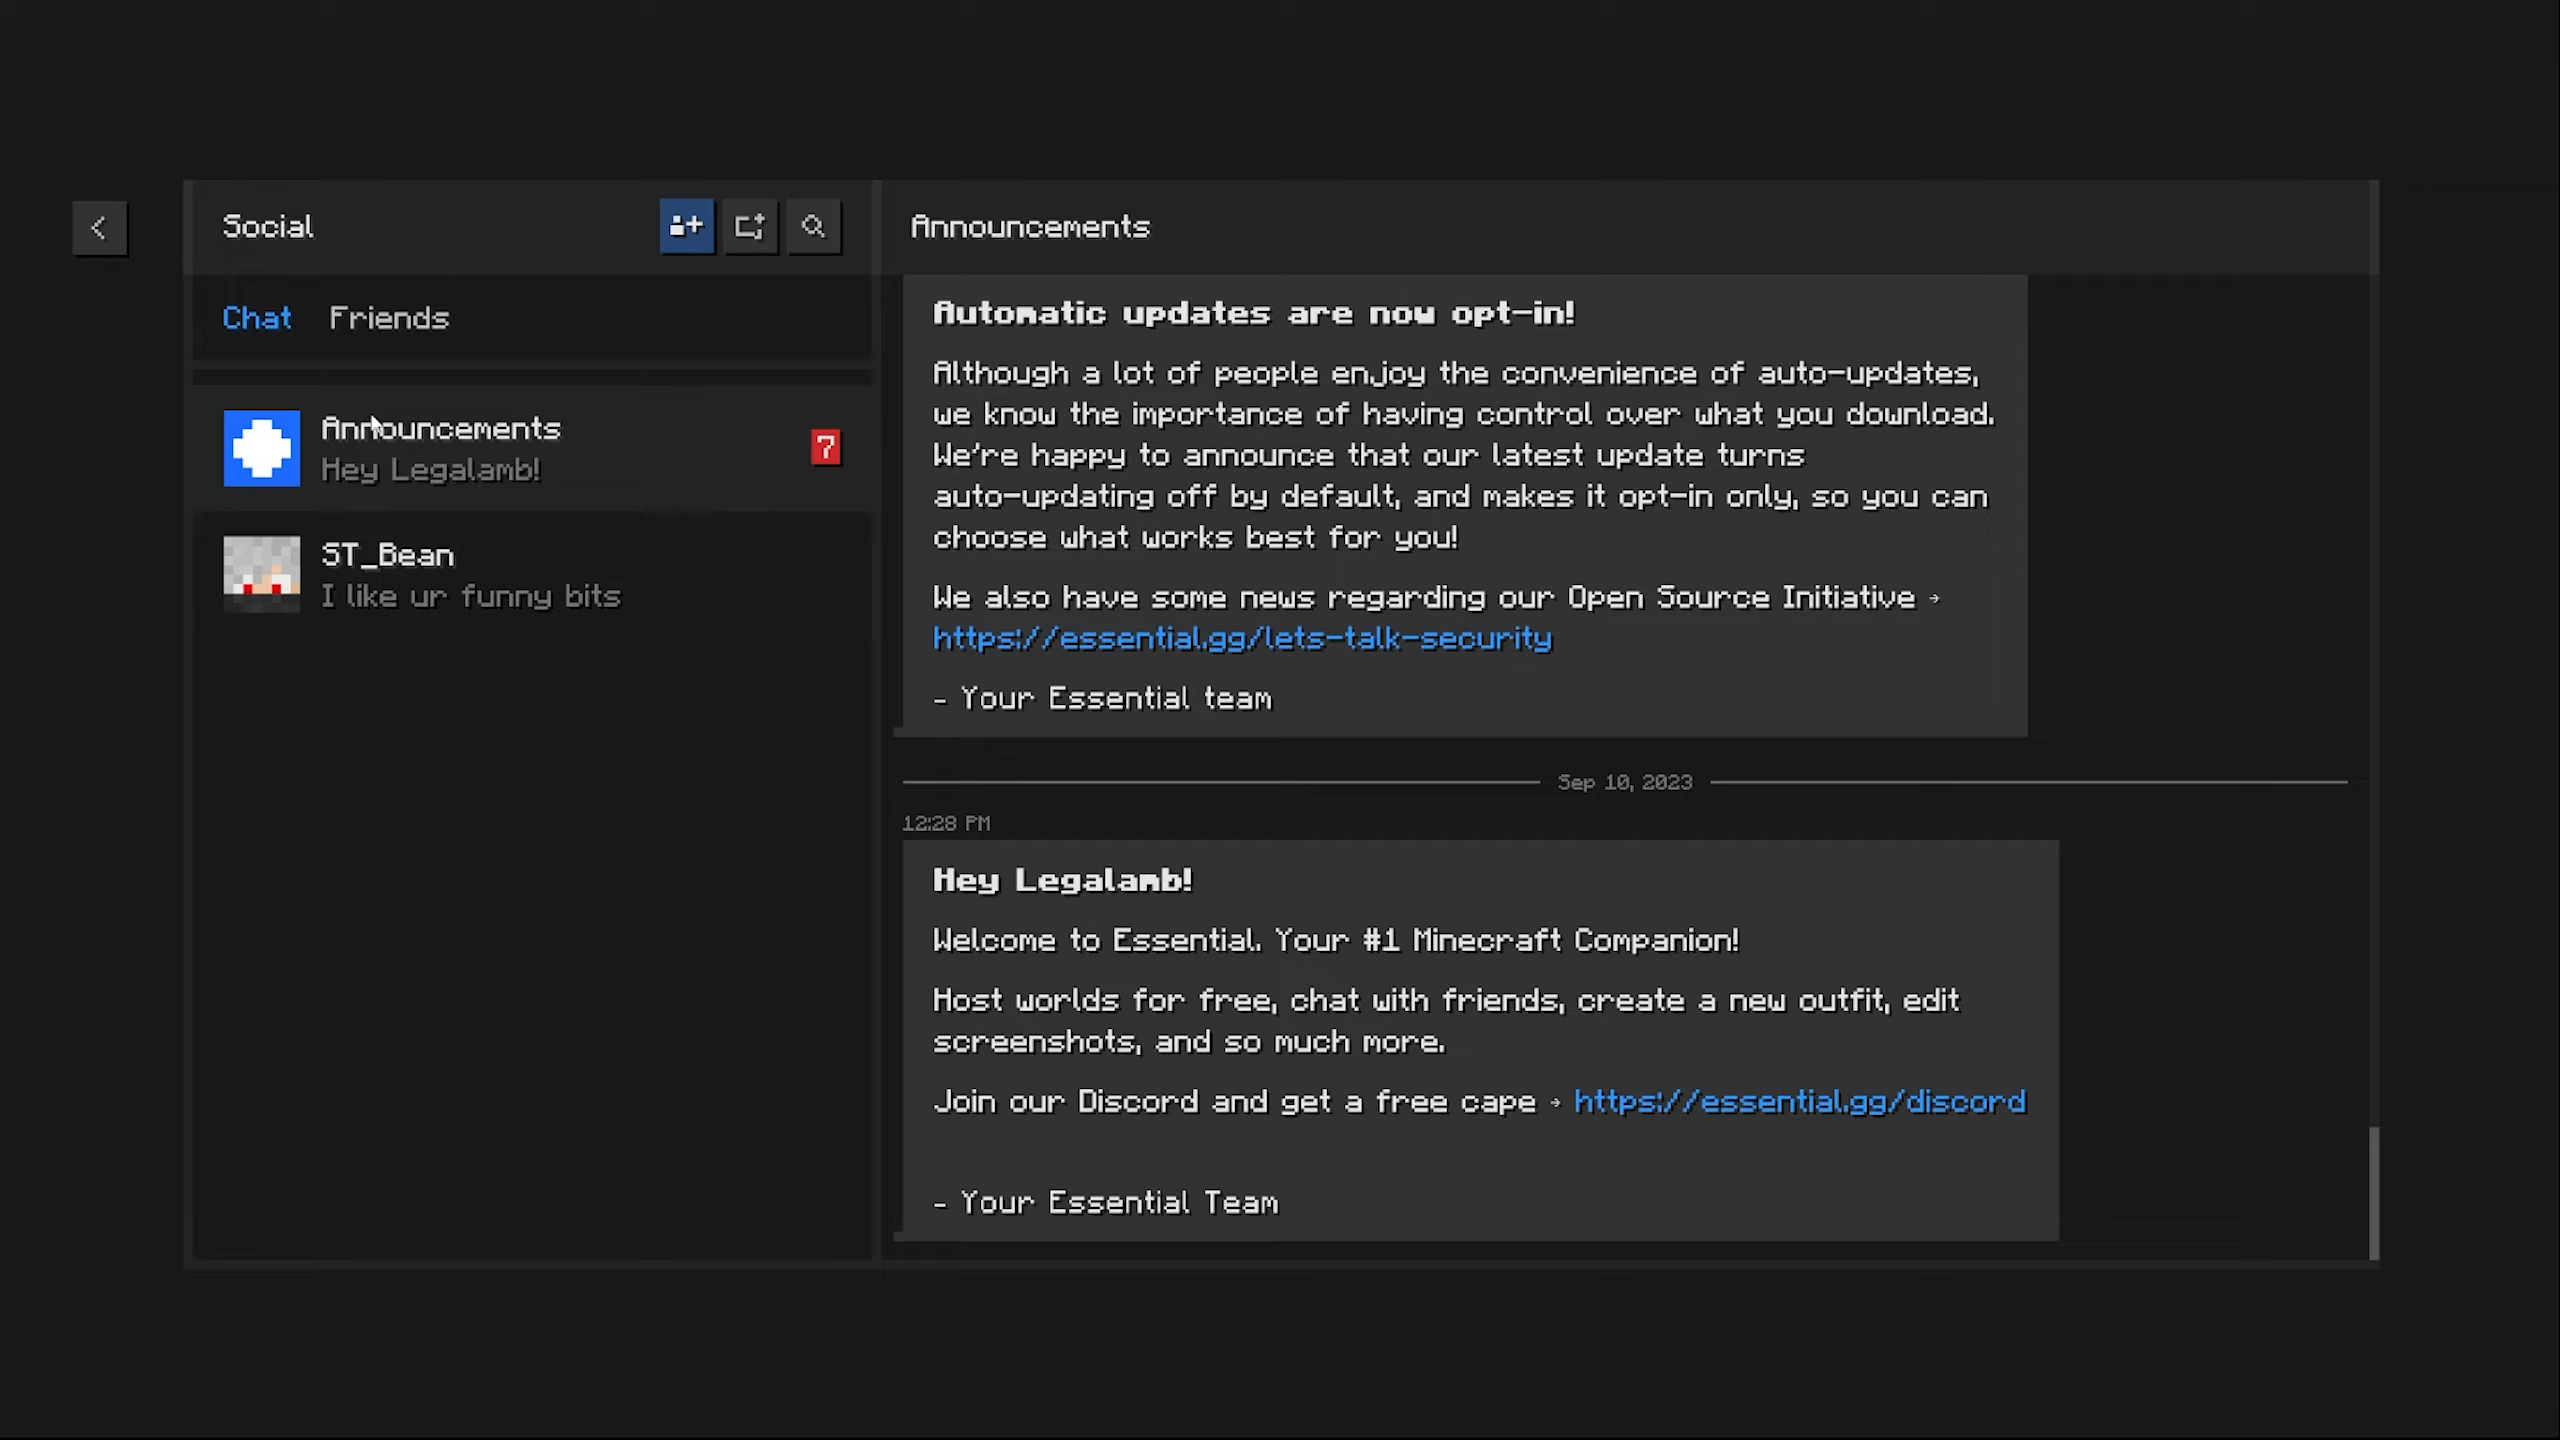 Social
Chat Friends
Announcements
Hey Legalamb!
7
ST_Bean
I like ur funny bits
Announcements
Automatic updates are now opt-in!
Although a lot of people enjoy the convenience of auto-updates,
we know the importance of having control over what you download.
We're happy to announce that our latest update turns
auto-updating off by default, and makes it opt-in only, so you can
choose what works best for you!
We also have some news regarding our Open Source Initiative →
https://essential.gg/lets-talk-security
- Your Essential team
Sep 10, 2023
12:28 PM
Hey Legalamb!
Welcome to Essential. Your #1 Minecraft Companion!
Host worlds for free, chat with friends, create a new outfit, edit
screenshots, and so much more.
Join our Discord and get a free cape → https://essential.gg/discord
- Your Essential Team